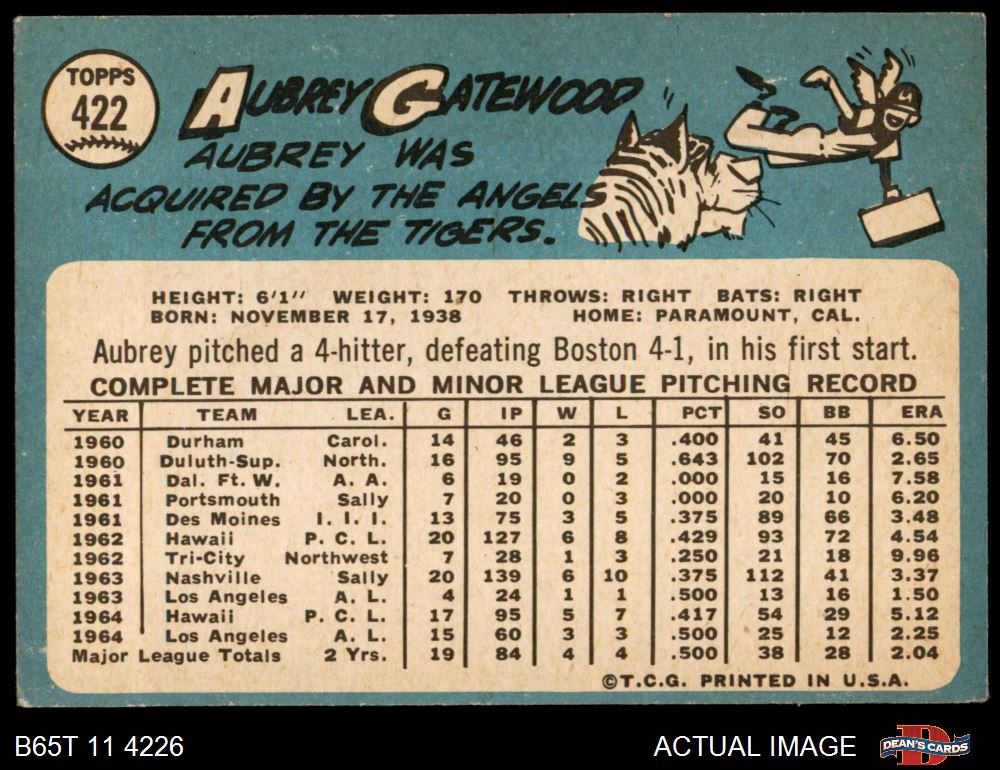 TOPPS
422
AUBREY GATEWOOD
AUBREY WAS
ACQUIRED BY THE ANGELS
FROM THE TIGERS.
HEIGHT: 6'1" WEIGHT: 170 THROWS: RIGHT BATS: RIGHT
BORN: NOVEMBER 17, 1938 HOME: PARAMOUNT, CAL.
Aubrey pitched a 4-hitter, defeating Boston 4-1, in his first start.
COMPLETE MAJOR AND MINOR LEAGUE PITCHING RECORD
YEAR TEAM LEA. G IP W L PCT SO BB ERA
1960 Durham Carol. 14 46 2 3 .400 41 45 6.50
1960 Duluth-Sup. North. 16 95 9 5 .643 102 70 2.65
1961 Dal. Ft. W. A. A. 6 19 0 2 .000 15 16 7.58
1961 Portsmouth Sally 7 20 0 3 .000 20 10 6.20
1961 Des Moines I. I. I. 13 75 3 5 .375 89 66 3.48
1962 Hawaii P. C. L. 20 127 6 8 .429 93 72 4.54
1962 Tri-City Northwest 7 28 1 3 .250 21 18 9.96
1963 Nashville Sally 20 139 6 10 .375 112 41 3.37
1963 Los Angeles A. L. 4 24 1 1 .500 13 16 1.50
1964 Hawaii P. C. L. 17 95 5 7 .417 54 29 5.12
1964 Los Angeles A. L. 15 60 3 3 .500 25 12 2.25
Major League Totals 2 Yrs. 19 84 4 4 .500 38 28 2.04
©T.C.G. PRINTED IN U.S.A.
B65T 11 4226 ACTUAL IMAGE DEAN'S CARDS